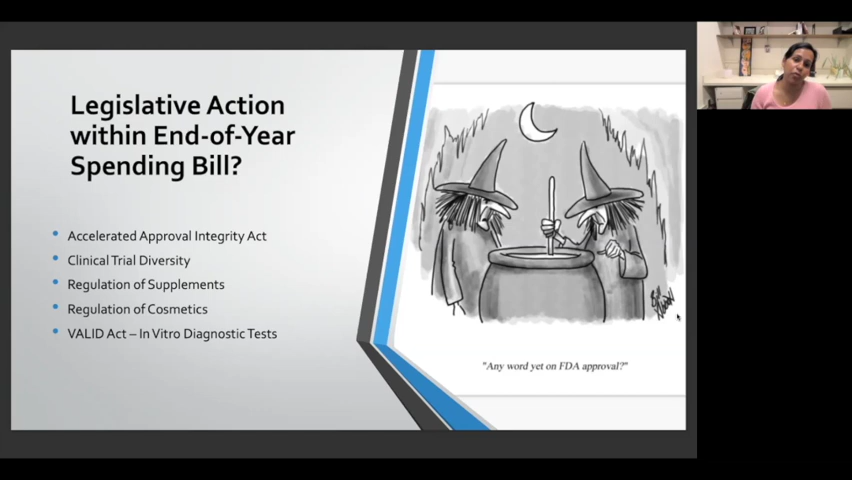 Legislative Action
within End-of-Year
Spending Bill?
• Accelerated Approval Integrity Act
• Clinical Trial Diversity
• Regulation of Supplements
• Regulation of Cosmetics
• VALID Act – In Vitro Diagnostic Tests
"Any word yet on FDA approval?"